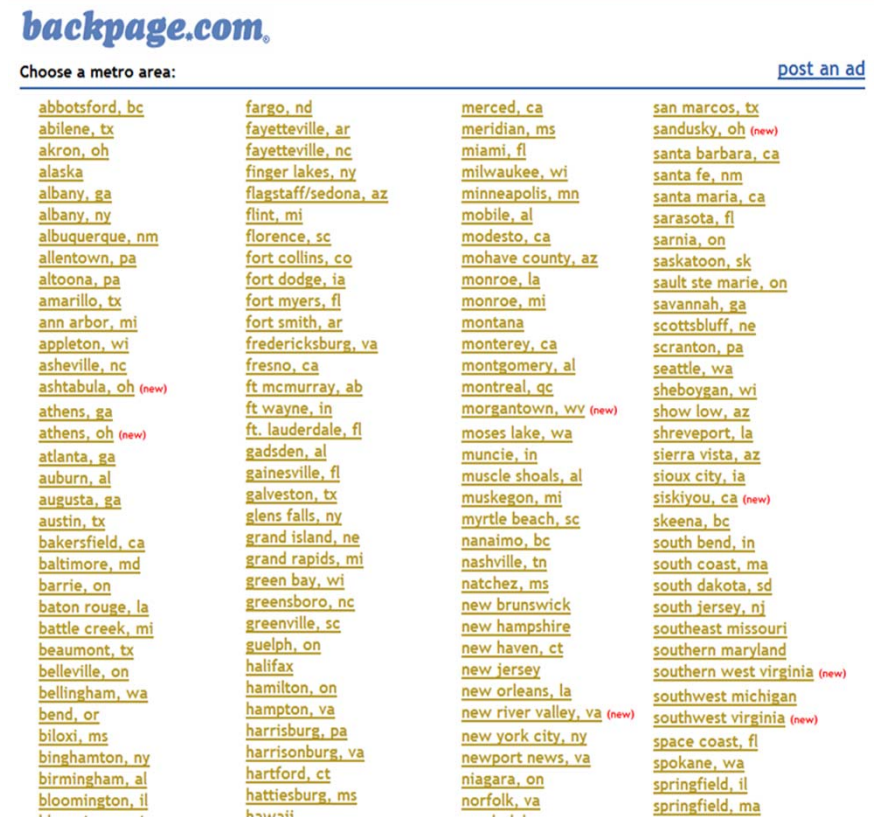 backpage.com®
Choose a metro area:
post an ad
abbotsford, bc
abilene, tx
akron, oh
alaska
albany, ga
albany, ny
albuquerque, nm
allentown, pa
altoona, pa
amarillo, tx
ann arbor, mi
appleton, wi
asheville, nc
ashtabula, oh (new)
athens, ga
athens, oh (new)
atlanta, ga
auburn, al
augusta, ga
austin, tx
bakersfield, ca
baltimore, md
barrie, on
baton rouge, la
battle creek, mi
beaumont, tx
belleville, on
bellingham, wa
bend, or
biloxi, ms
binghamton, ny
birmingham, al
bloomington, il
fargo, nd
fayetteville, ar
fayetteville, nc
finger lakes, ny
flagstaff/sedona, az
flint, mi
florence, sc
fort collins, co
fort dodge, ia
fort myers, fl
fort smith, ar
fredericksburg, va
fresno, ca
ft mcmurray, ab
ft wayne, in
ft. lauderdale, fl
gadsden, al
gainesville, fl
galveston, tx
glens falls, ny
grand island, ne
grand rapids, mi
green bay, wi
greensboro, nc
greenville, sc
guelph, on
halifax
hamilton, on
hampton, va
harrisburg, pa
harrisonburg, va
hartford, ct
hattiesburg, ms
hawaii
merced, ca
meridian, ms
miami, fl
milwaukee, wi
minneapolis, mn
mobile, al
modesto, ca
mohave county, az
monroe, la
monroe, mi
montana
monterey, ca
montgomery, al
montreal, qc
morgantown, wv (new)
moses lake, wa
muncie, in
muscle shoals, al
muskegon, mi
myrtle beach, sc
nanaimo, bc
nashville, tn
natchez, ms
new brunswick
new hampshire
new haven, ct
new jersey
new orleans, la
new river valley, va (new)
new york city, ny
newport news, va
niagara, on
norfolk, va
san marcos, tx
sandusky, oh (new)
santa barbara, ca
santa fe, nm
santa maria, ca
sarasota, fl
sarnia, on
saskatoon, sk
sault ste marie, on
savannah, ga
scottsbluff, ne
scranton, pa
seattle, wa
sheboygan, wi
show low, az
shreveport, la
sierra vista, az
sioux city, ia
siskiyou, ca (new)
skeena, bc
south bend, in
south coast, ma
south dakota, sd
south jersey, nj
southeast missouri
southern maryland
southern west virginia (new)
southwest michigan
southwest virginia (new)
space coast, fl
spokane, wa
springfield, il
springfield, ma